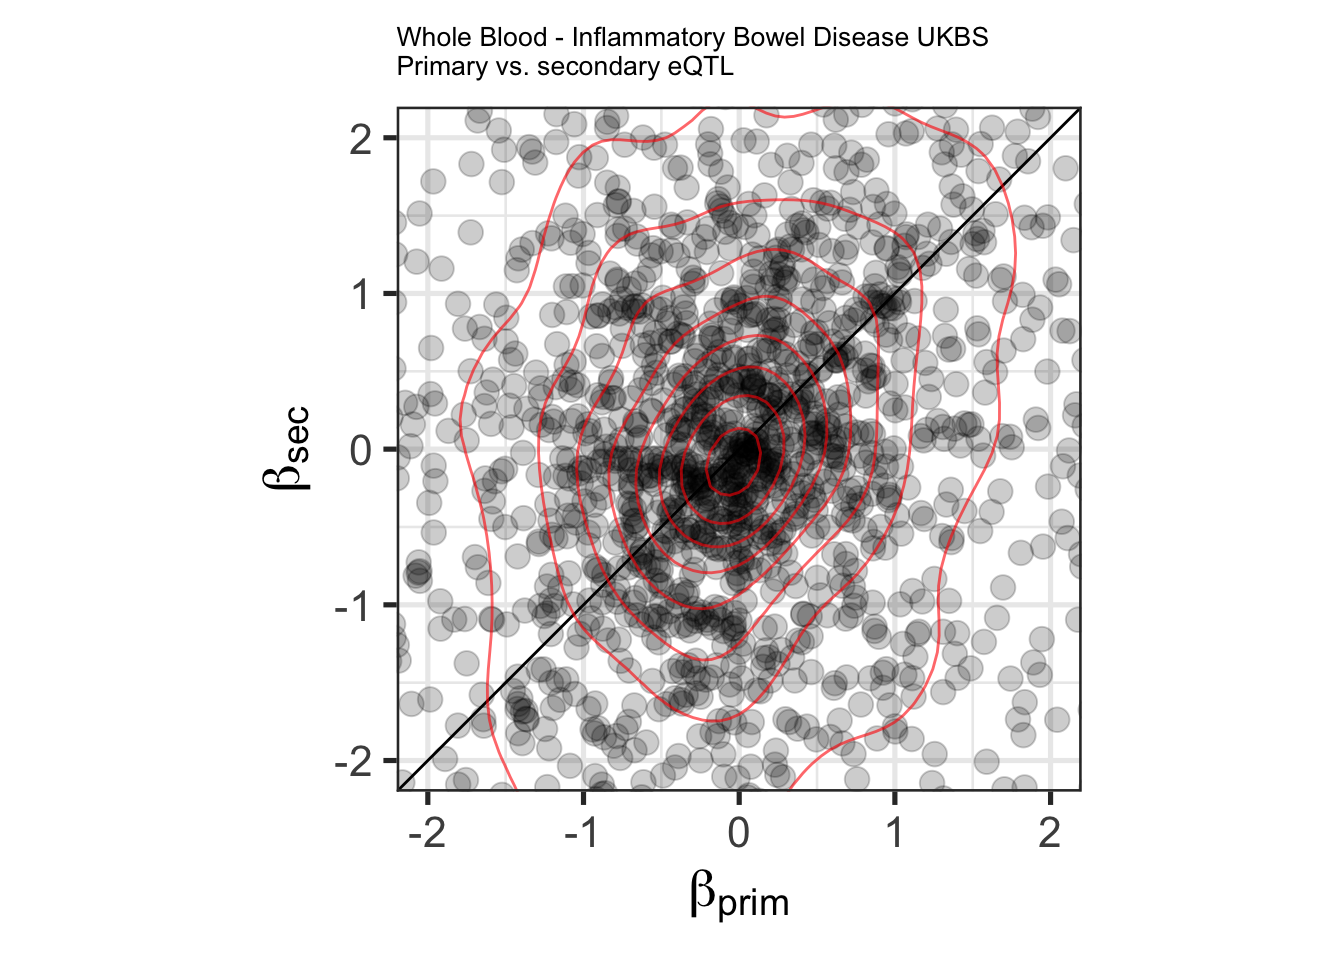 Whole Blood - Inflammatory Bowel Disease UKBS
Primary vs. secondary eQTL
2
1
0
-1
-2
βsec
-2 -1 0 1 2
βprim